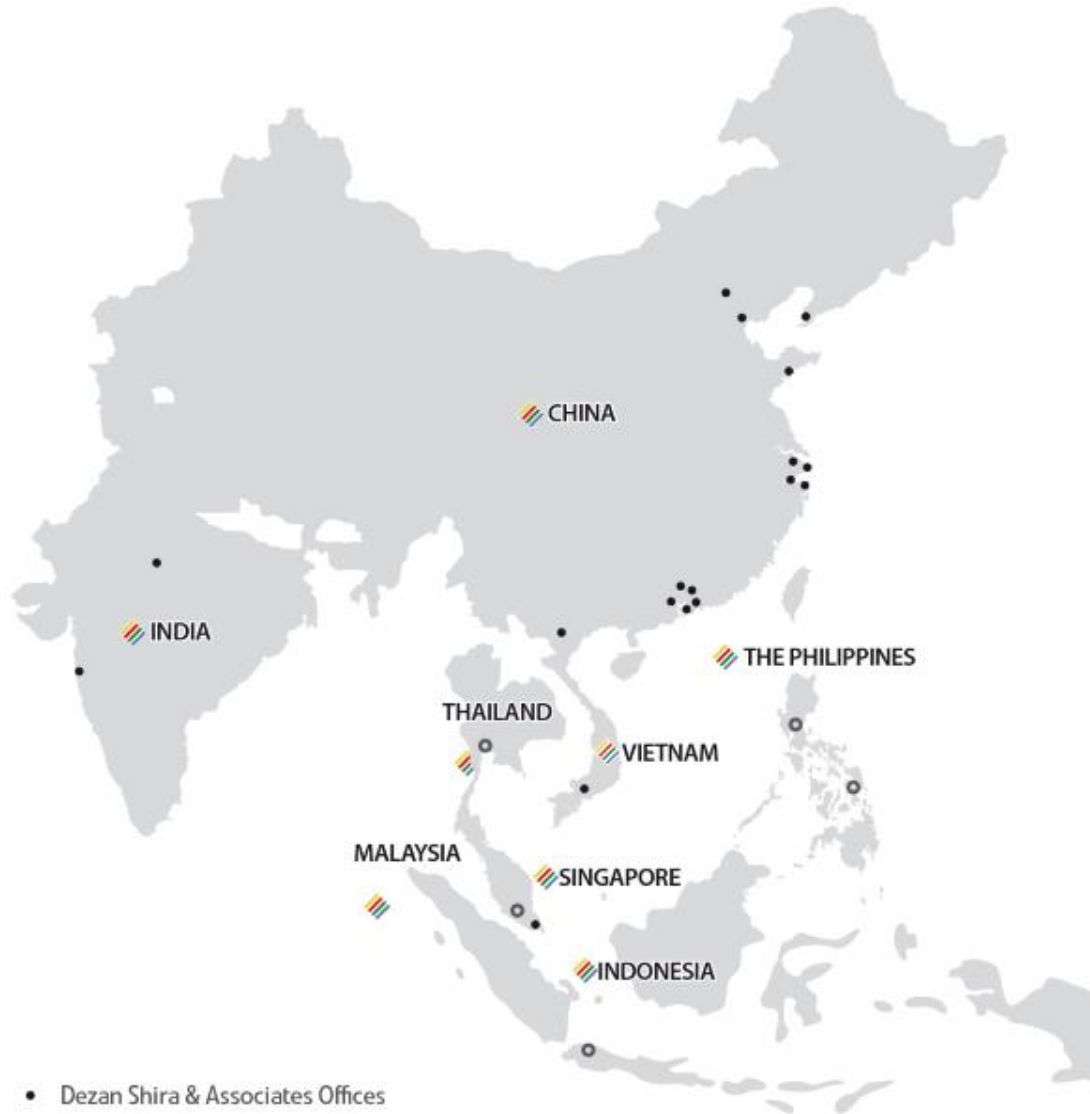 CHINA
INDIA
THE PHILIPPINES
THAILAND
VIETNAM
MALAYSIA
SINGAPORE
INDONESIA
Dezan Shira & Associates Offices